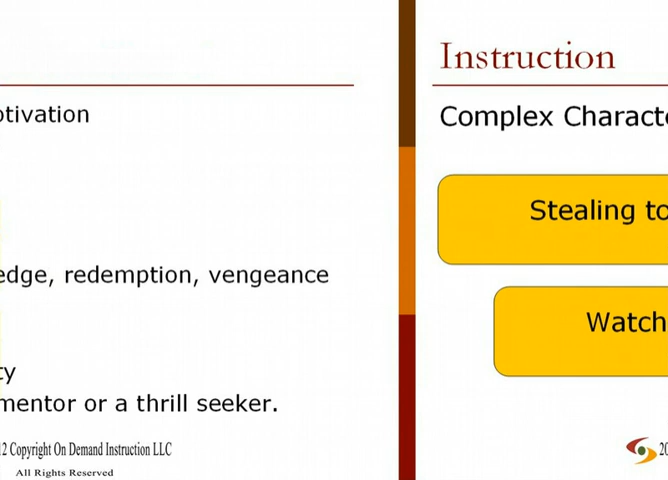 otivation
edge, redemption, vengeance
ty
mentor or a thrill seeker.
12 Copyright On Demand Instruction LLC
All Rights Reserved
Instruction
Complex Characte
Stealing to
Watch
20